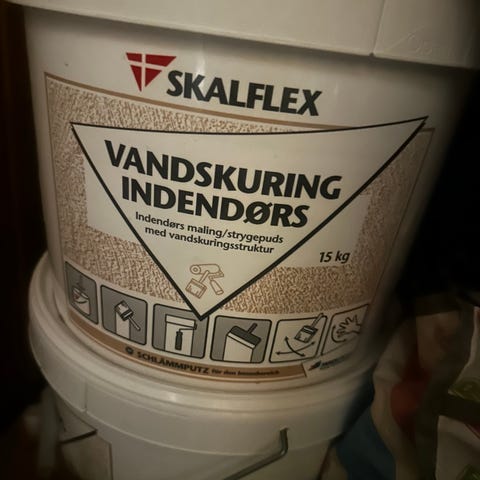 SKALFLEX
VANDSKURING
INDENDØRS
Indendørs maling/strygepuds
med vandskuringsstruktur
15 kg
SCHLÄMMPUTZ für den Innenbereich